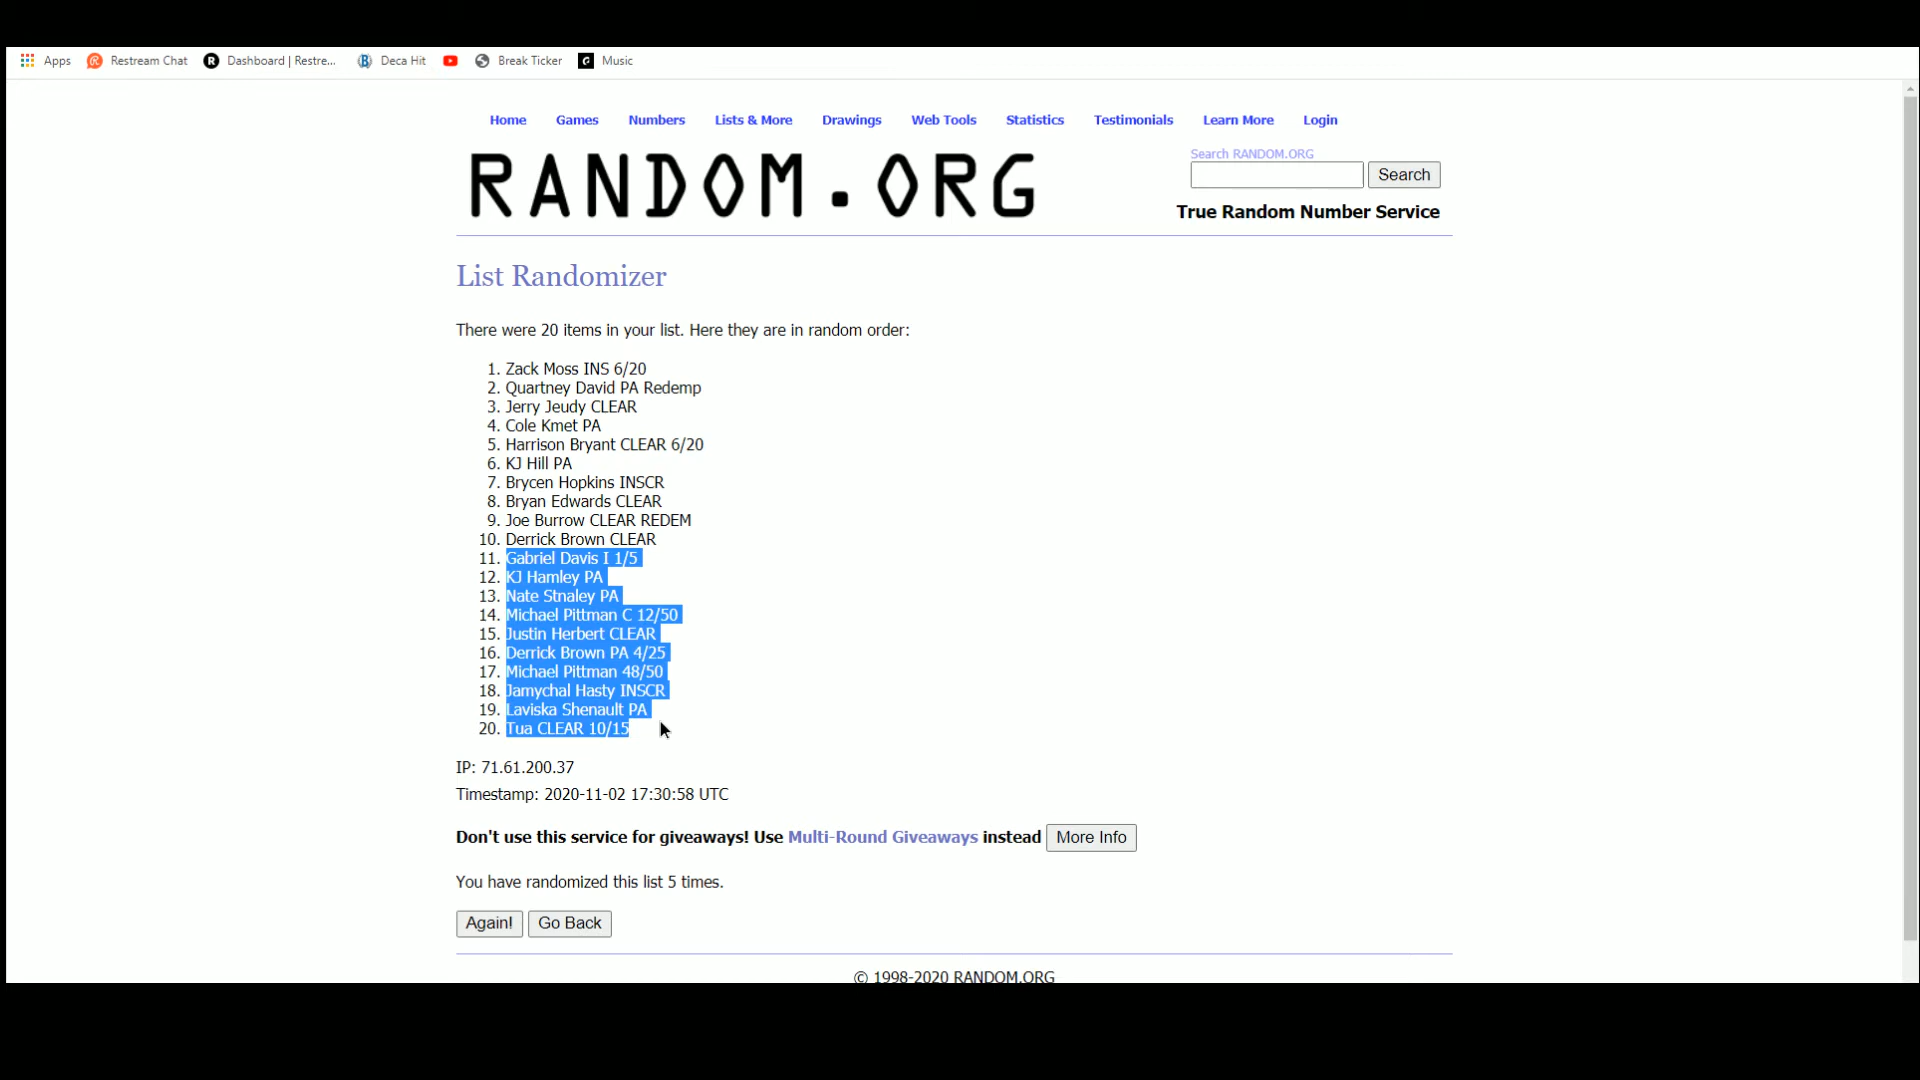 Apps Restream Chat Dashboard | Restre... Deca Hit Break Ticker Music
Home Games Numbers Lists & More Drawings Web Tools Statistics Testimonials Learn More Login
RANDOM.ORG
Search RANDOM.ORG
Search
True Random Number Service
List Randomizer
There were 20 items in your list. Here they are in random order:
1. Zack Moss INS 6/20
2. Quartney David PA Redemp
3. Jerry Jeudy CLEAR
4. Cole Kmet PA
5. Harrison Bryant CLEAR 6/20
6. KJ Hill PA
7. Brycen Hopkins INSCR
8. Bryan Edwards CLEAR
9. Joe Burrow CLEAR REDEM
10. Derrick Brown CLEAR
11. Gabriel Davis I 1/5
12. KJ Hamley PA
13. Nate Stnaley PA
14. Michael Pittman C 12/50
15. Justin Herbert CLEAR
16. Derrick Brown PA 4/25
17. Michael Pittman 48/50
18. Jamychal Hasty INSCR
19. Laviska Shenault PA
20. Tua CLEAR 10/15
IP: 71.61.200.37
Timestamp: 2020-11-02 17:30:58 UTC
Don't use this service for giveaways! Use Multi-Round Giveaways instead More Info
You have randomized this list 5 times.
Again! Go Back
© 1998-2020 RANDOM.ORG